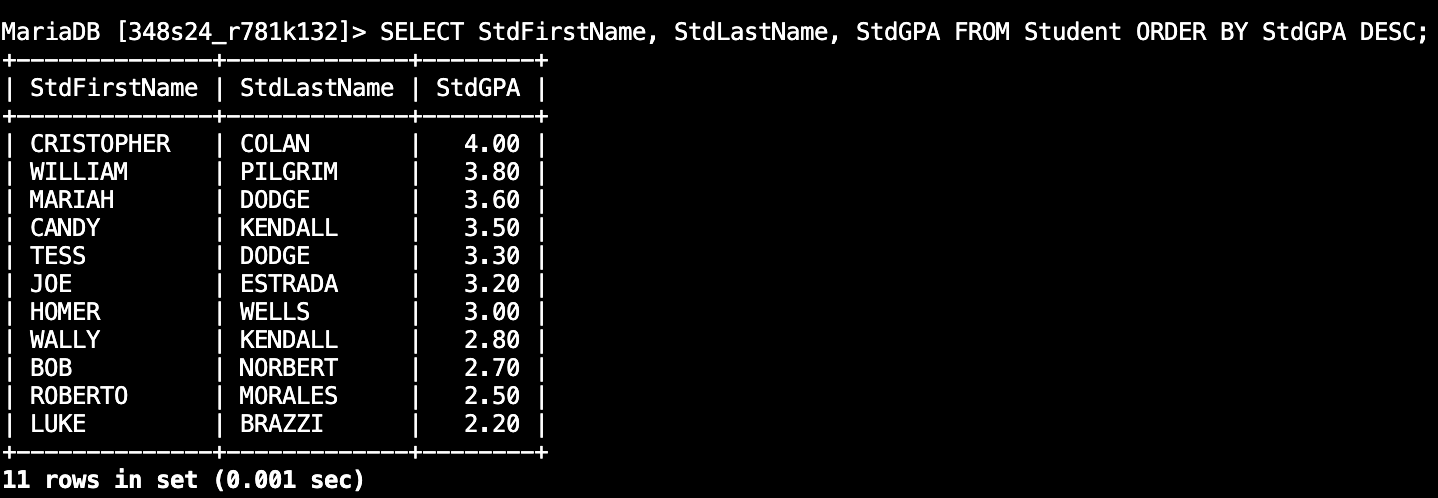 MariaDB [348s24_r781k132]> SELECT StdFirstName, StdLastName, StdGPA FROM Student ORDER BY StdGPA DESC;
+--------------+-------------+--------+
| StdFirstName | StdLastName | StdGPA |
+--------------+-------------+--------+
| CRISTOPHER   | COLAN       |   4.00 |
| WILLIAM      | PILGRIM     |   3.80 |
| MARIAH       | DODGE       |   3.60 |
| CANDY        | KENDALL     |   3.50 |
| TESS         | DODGE       |   3.30 |
| JOE          | ESTRADA     |   3.20 |
| HOMER        | WELLS       |   3.00 |
| WALLY        | KENDALL     |   2.80 |
| BOB          | NORBERT     |   2.70 |
| ROBERTO      | MORALES     |   2.50 |
| LUKE         | BRAZZI      |   2.20 |
+--------------+-------------+--------+
11 rows in set (0.001 sec)